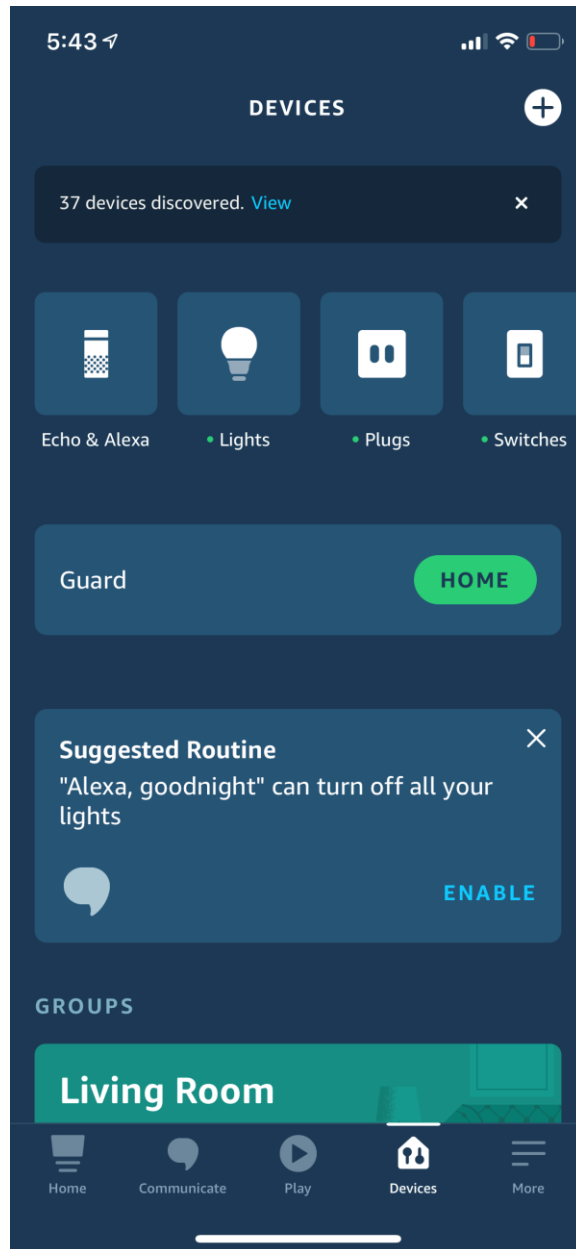 5:43
DEVICES
37 devices discovered. View
Echo & Alexa
Lights
Plugs
Switches
Guard
HOME
Suggested Routine
"Alexa, goodnight" can turn off all your
lights
ENABLE
GROUPS
Living Room
Home
Communicate
Play
Devices
More